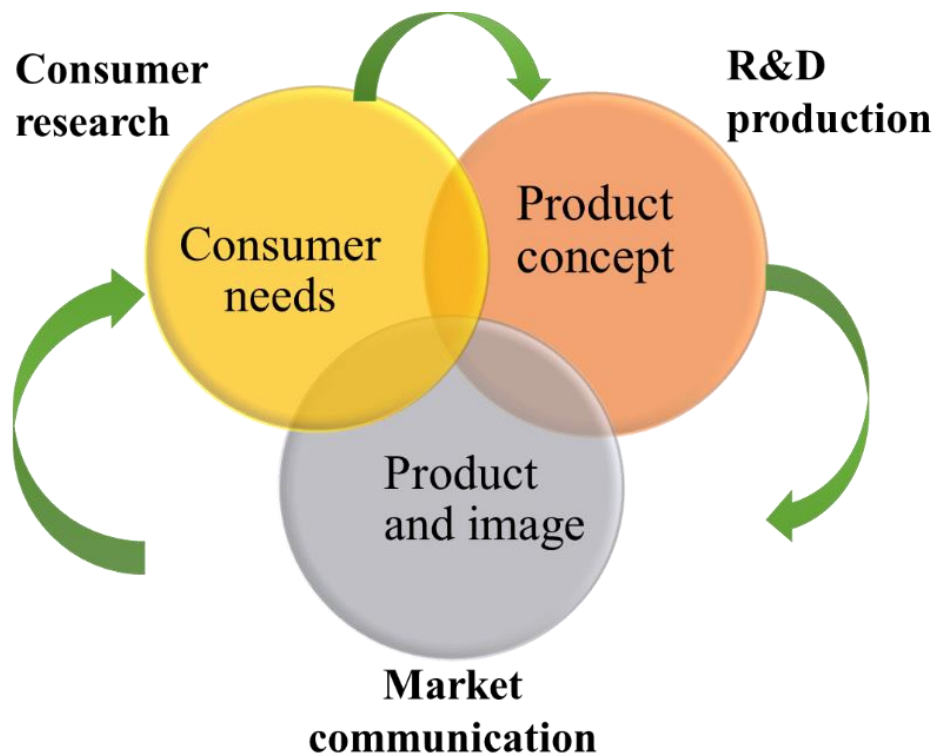 Consumer
research
R&D
production
Consumer
needs
Product
concept
Product
and image
Market
communication